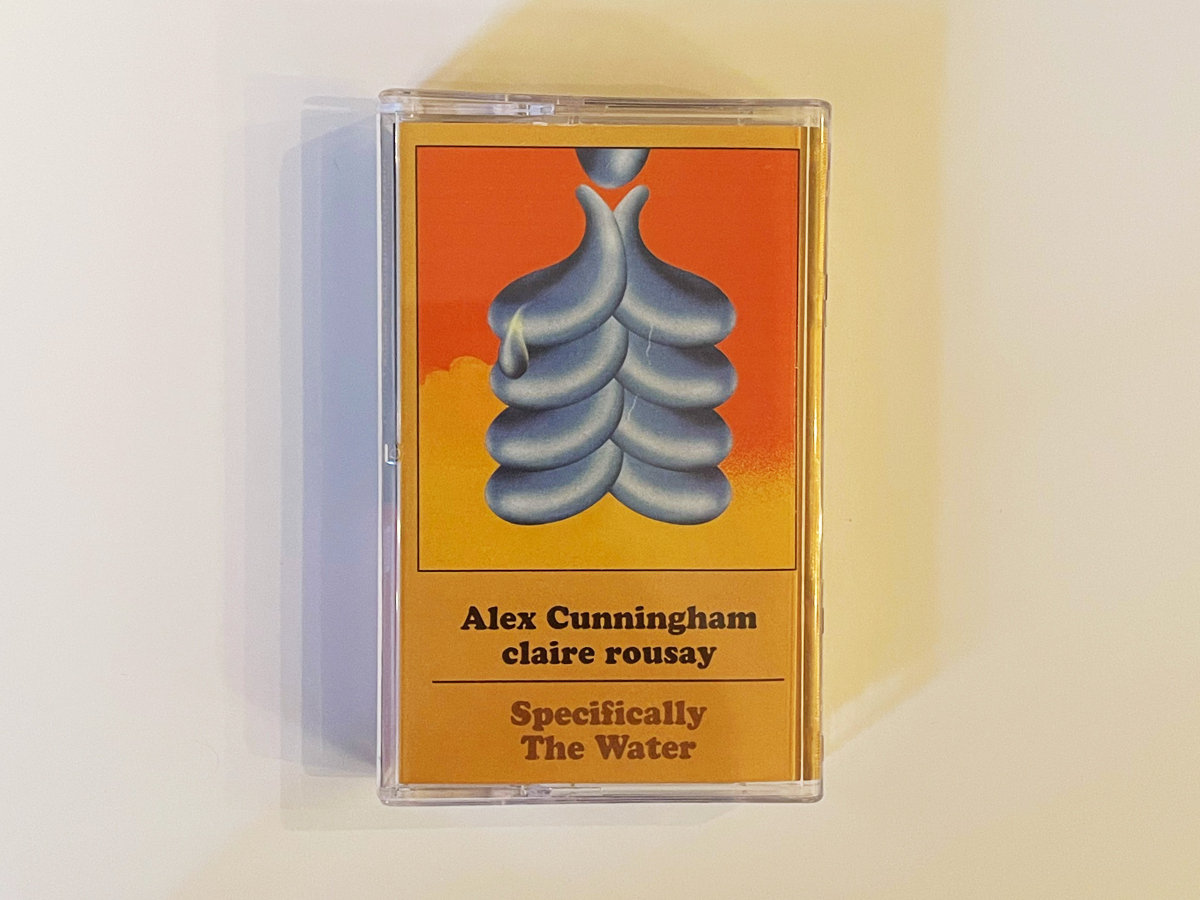 Alex Cunningham
claire rousay
Specifically
The Water